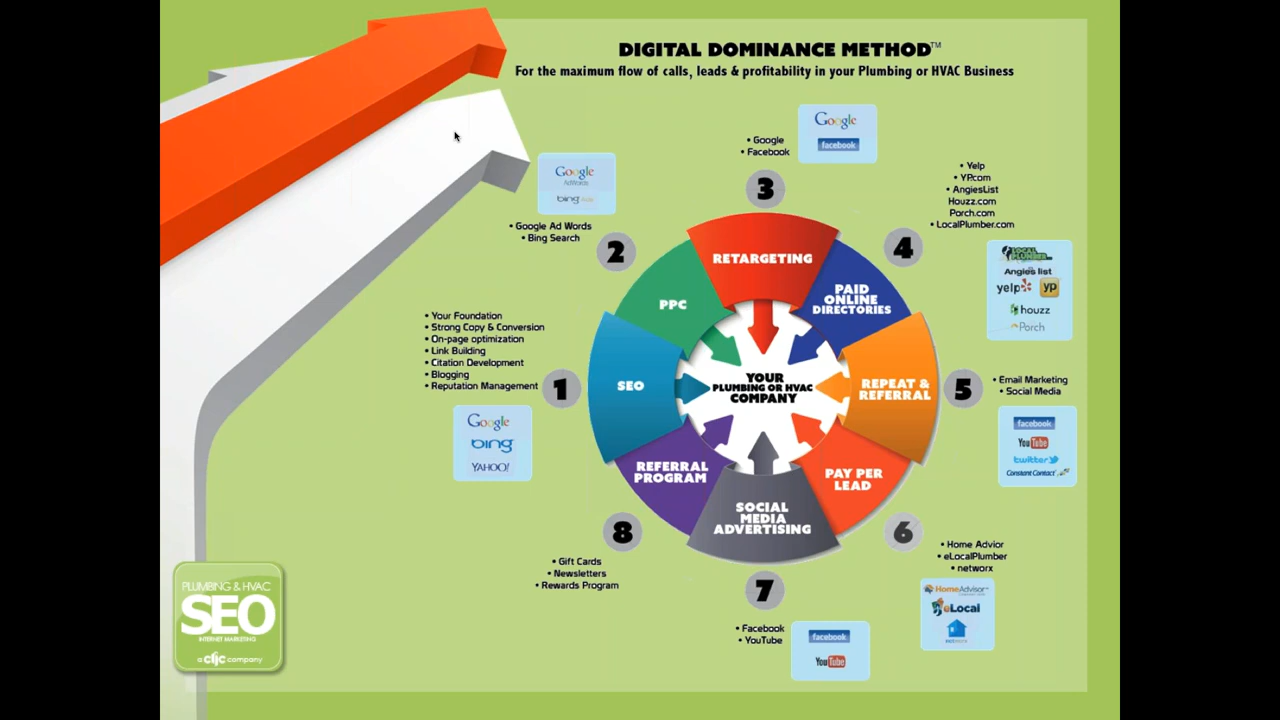 DIGITAL DOMINANCE METHOD™
For the maximum flow of calls, leads & profitability in your Plumbing or HVAC Business
1
SEO
• Your Foundation
• Strong Copy & Conversion
• On-page optimization
• Link Building
• Citation Development
• Blogging
• Reputation Management
Google
bing
YAHOO!
2
PPC
• Google Ad Words
• Bing Search
Google
AdWords
bing
3
RETARGETING
• Google
• Facebook
Google
facebook
4
PAID
ONLINE
DIRECTORIES
• Yelp
• YP.com
• AngiesList
Houzz.com
Porch.com
• LocalPlumber.com
LOCAL
PLUMBER
Angies list
yelp
yp
houzz
Porch
5
REPEAT &
REFERRAL
• Email Marketing
• Social Media
facebook
YouTube
twitter
Constant Contact
6
PAY PER
LEAD
• Home Advior
• eLocalPlumber
• networx
HomeAdvisor
eLocal
networx
7
SOCIAL
MEDIA
ADVERTISING
• Facebook
• YouTube
facebook
YouTube
8
REFERRAL
PROGRAM
• Gift Cards
• Newsletters
• Rewards Program
YOUR
PLUMBING OR HVAC
COMPANY
PLUMBING & HVAC
SEO
INTERNET MARKETING
a cfjc company